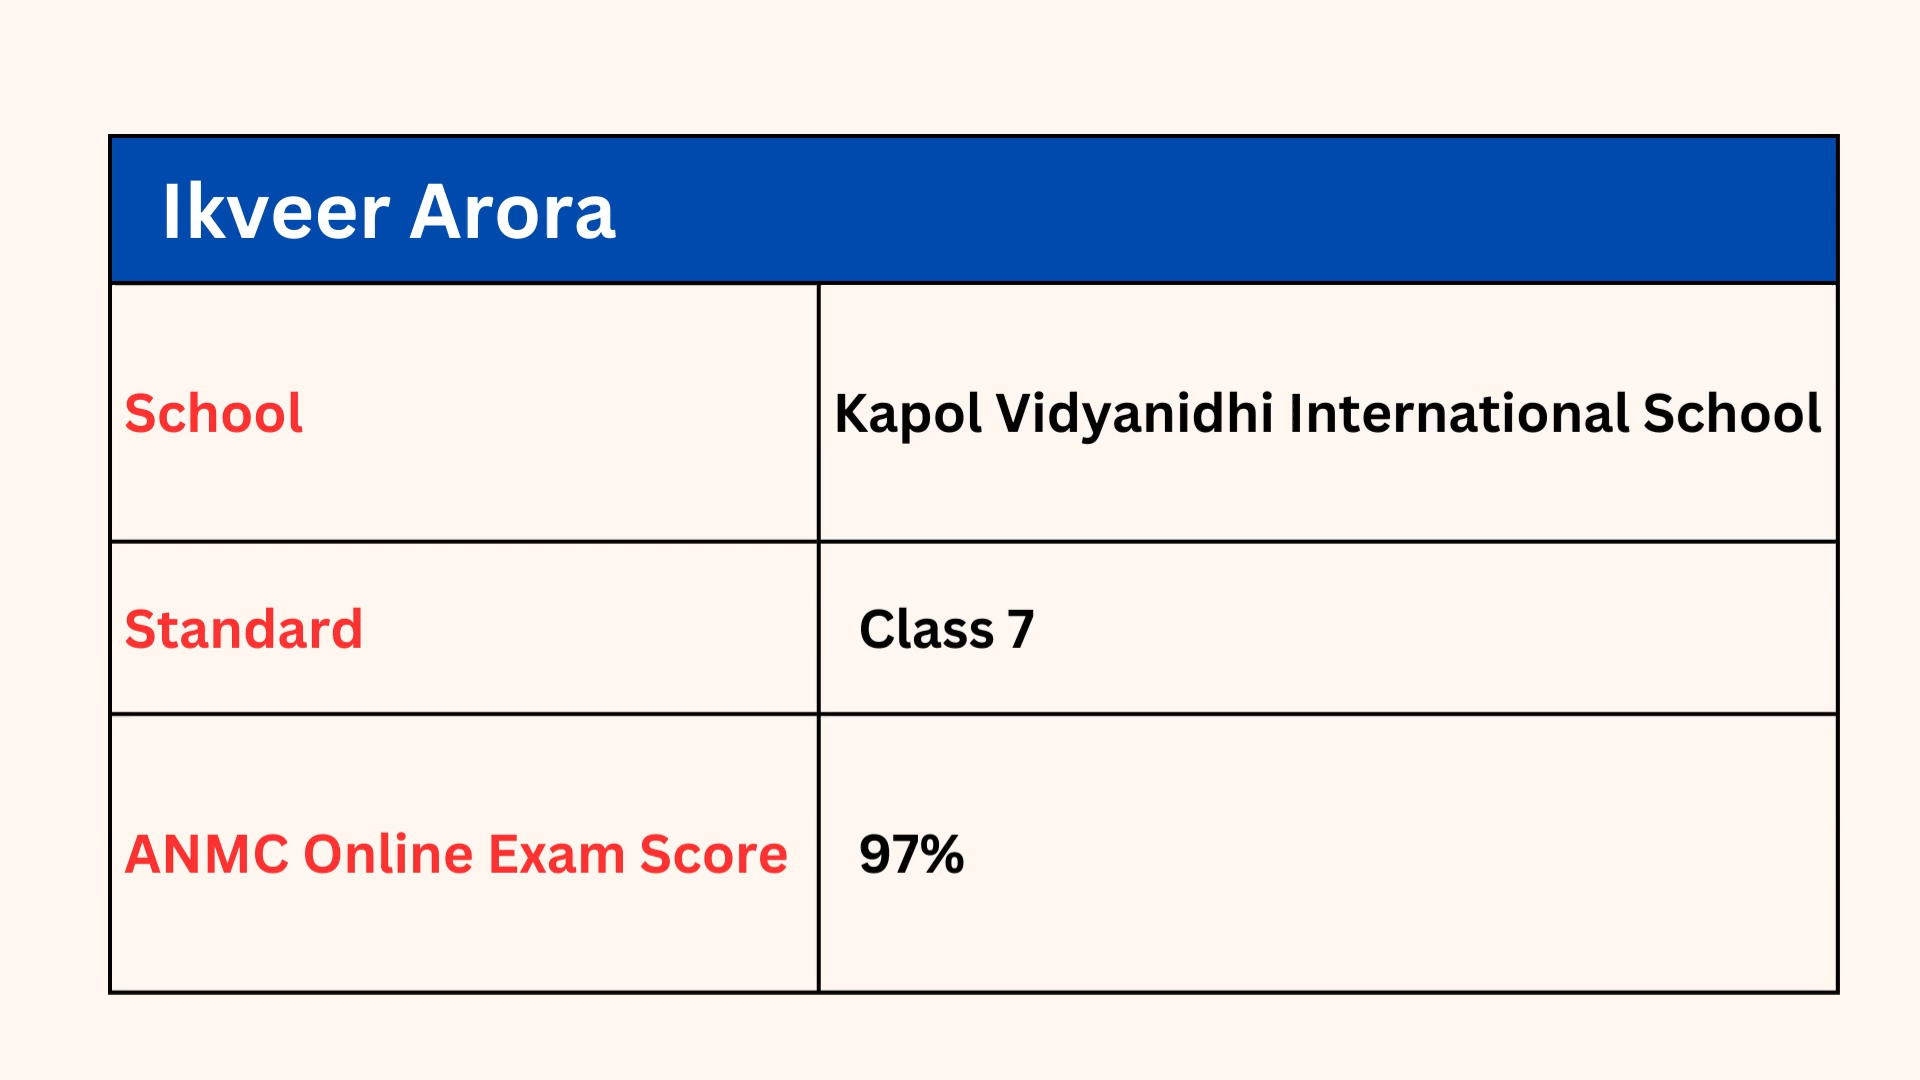 Ikveer Arora
School
Kapol Vidyanidhi International School
Standard
Class 7
ANMC Online Exam Score
97%